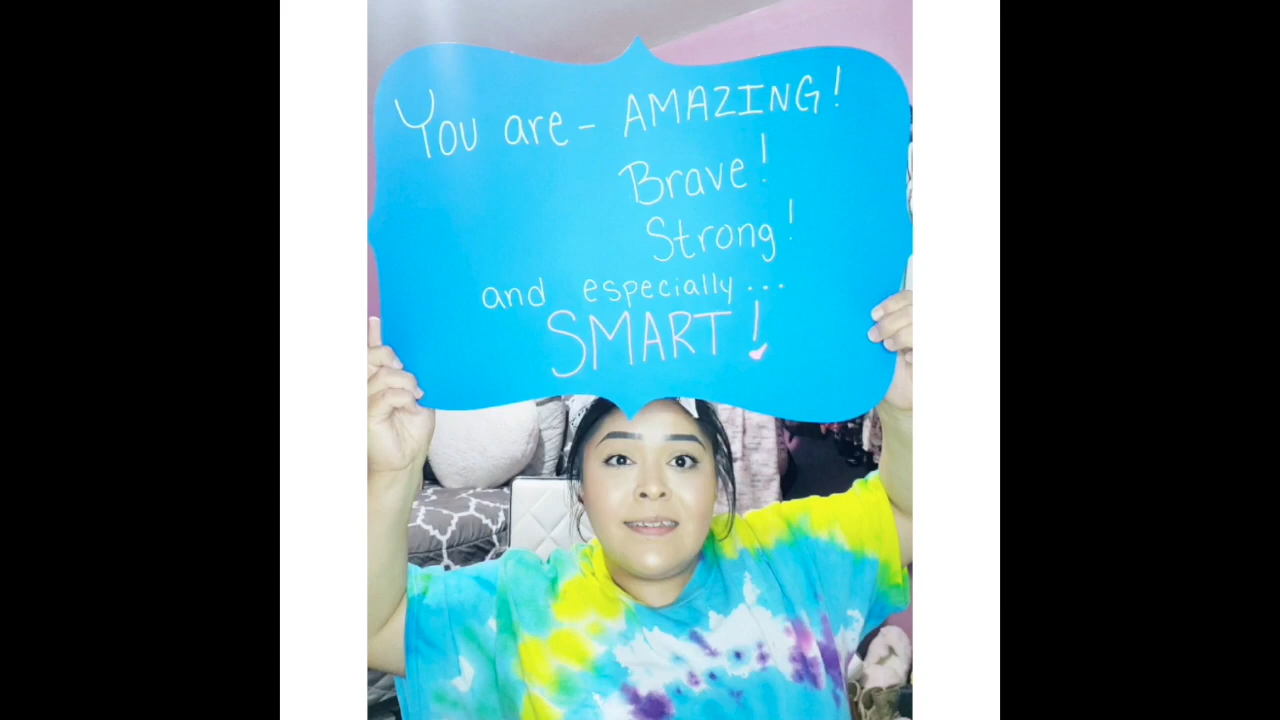 You are - AMAZING!
Brave!
Strong!
and especially...
SMART!